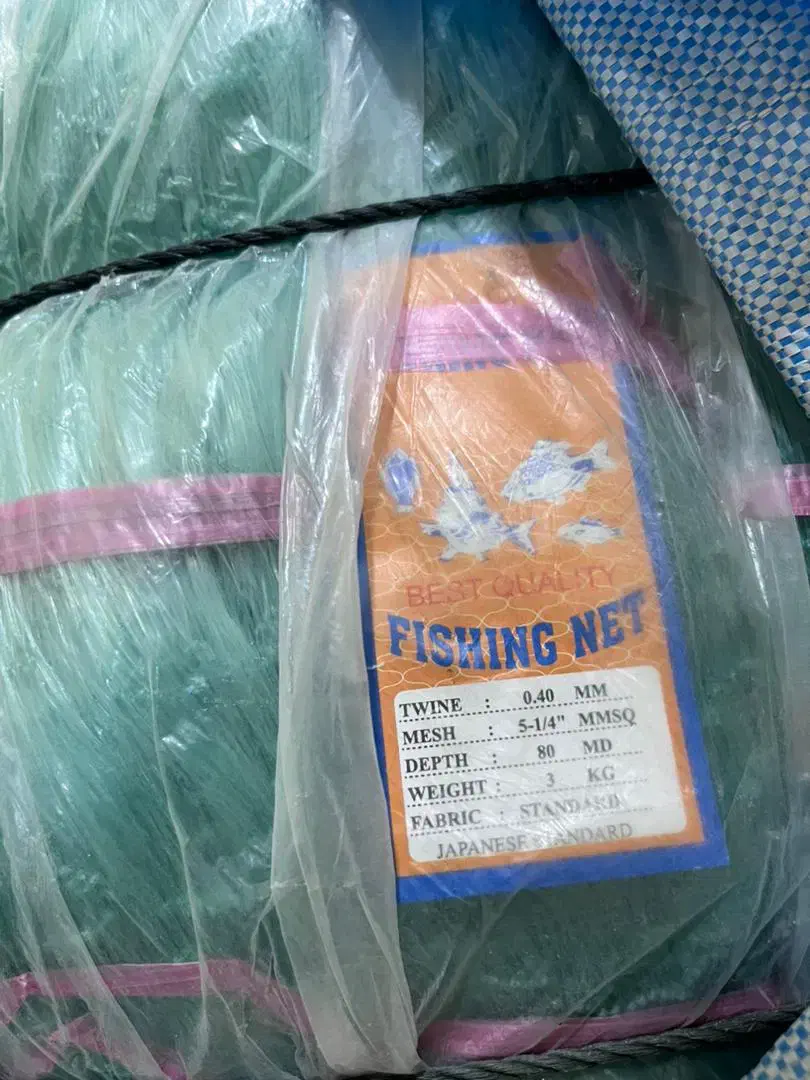 BEST QUALITY
FISHING NET
TWINE : 0.40 MM
MESH : 5-1/4" MMSQ
DEPTH : 80 MD
WEIGHT : 3 KG
FABRIC : STANDARD
JAPANESE STANDARD